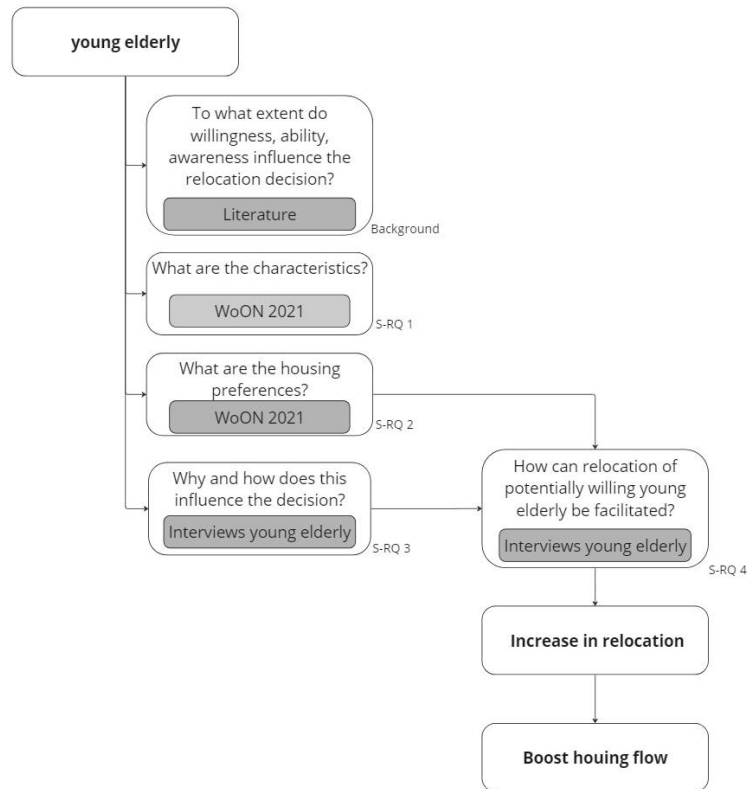 young elderly
To what extent do
willingness, ability,
awareness influence the
relocation decision?
Literature
Background
What are the characteristics?
WoON 2021
S-RQ 1
What are the housing
preferences?
WoON 2021
S-RQ 2
Why and how does this
influence the decision?
Interviews young elderly
S-RQ 3
How can relocation of
potentially willing young
elderly be facilitated?
Interviews young elderly
S-RQ 4
Increase in relocation
Boost houing flow